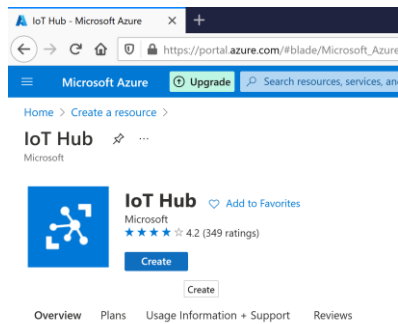 IoT Hub - Microsoft Azure
https://portal.azure.com/#blade/Microsoft_Azure
Microsoft Azure Upgrade Search resources, services, an
Home > Create a resource >
IoT Hub ...
Microsoft
IoT Hub Add to Favorites
Microsoft
4.2 (349 ratings)
Create
Create
Overview Plans Usage Information + Support Reviews